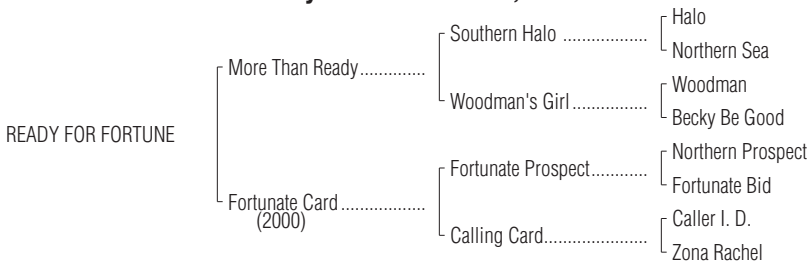 Halo
Southern Halo ..................
Northern Sea
More Than Ready..............
Woodman
Woodman's Girl................
Becky Be Good
READY FOR FORTUNE
Northern Prospect
Fortunate Prospect............
Fortunate Bid
Fortunate Card ..................
(2000)
Caller I. D.
Calling Card......................
Zona Rachel